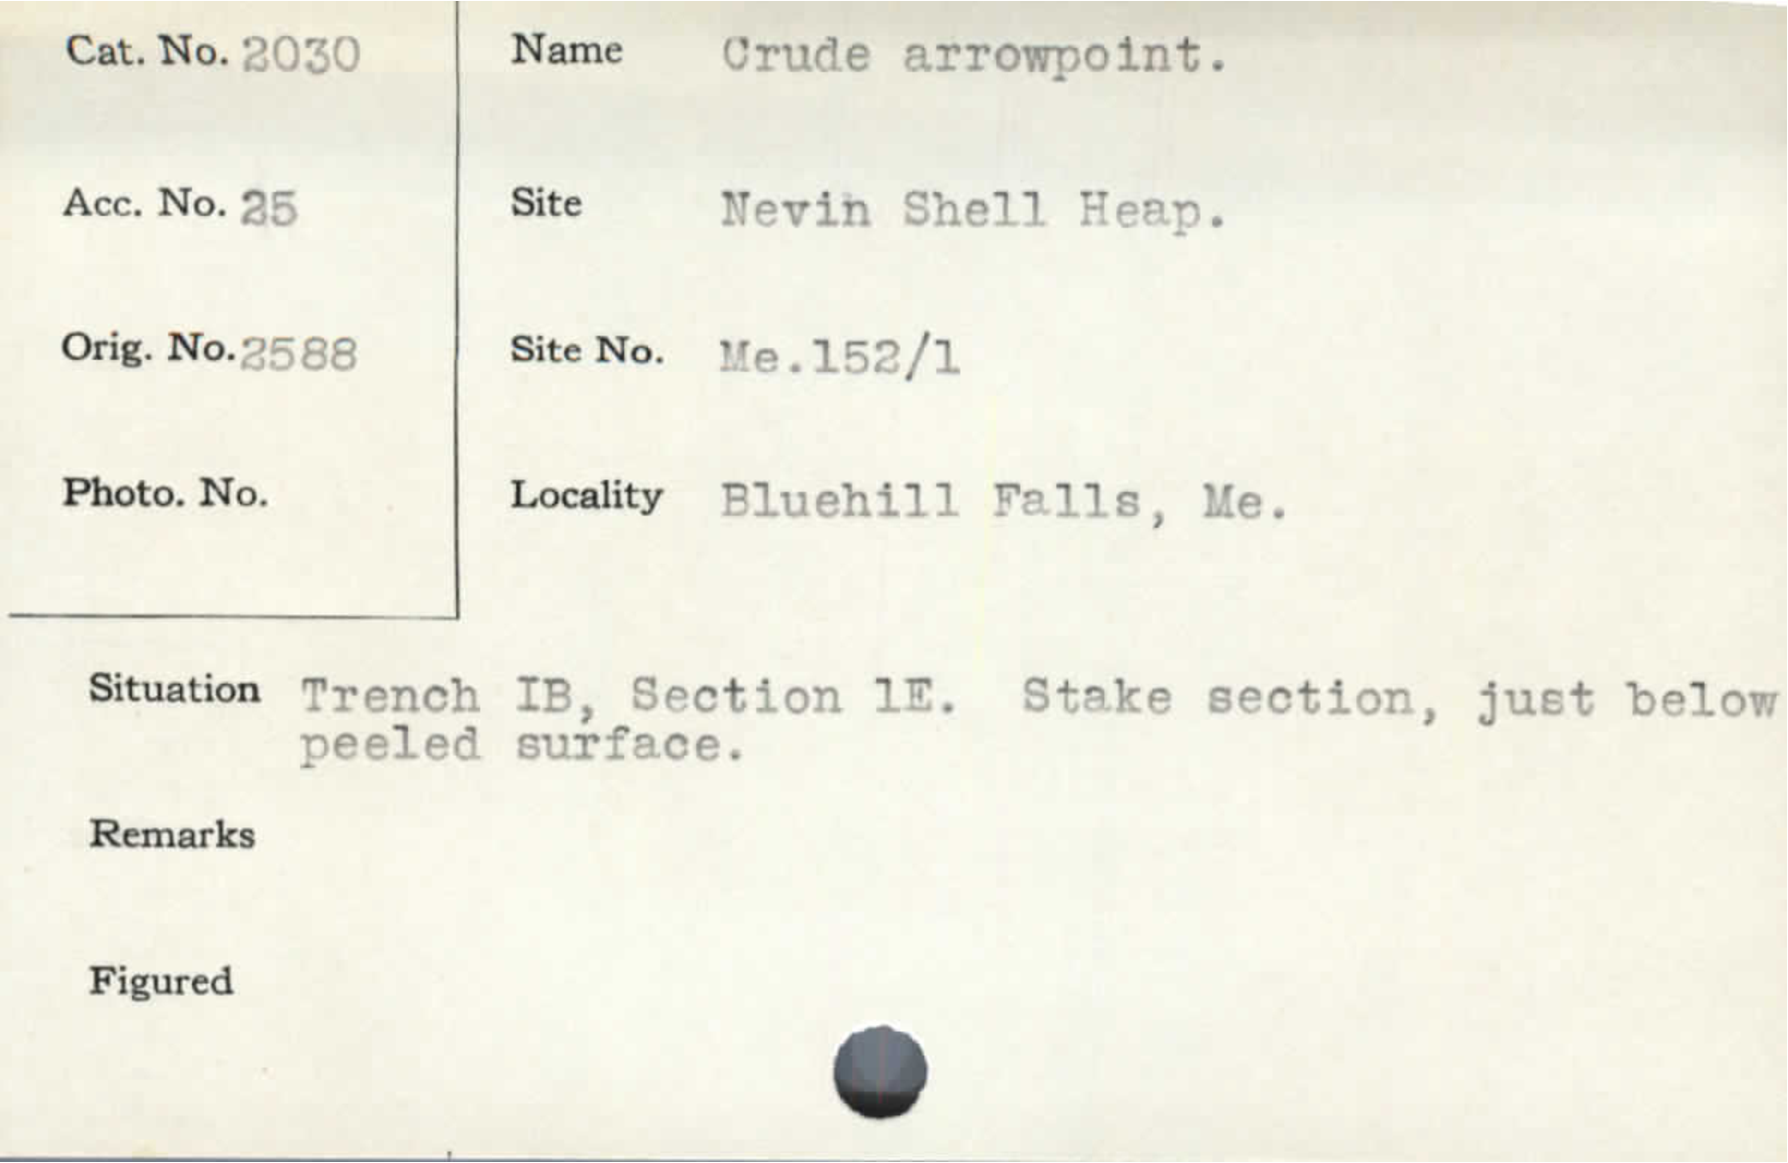 Cat. No. 2030 Name Crude arrowpoint.
Acc. No. 25 Site Nevin Shell Heap.
Orig. No. 2588 Site No. Me.152/1
Photo. No. Locality Bluehill Falls, Me.
Situation Trench IB, Section 1E. Stake section, just below
peeled surface.
Remarks
Figured